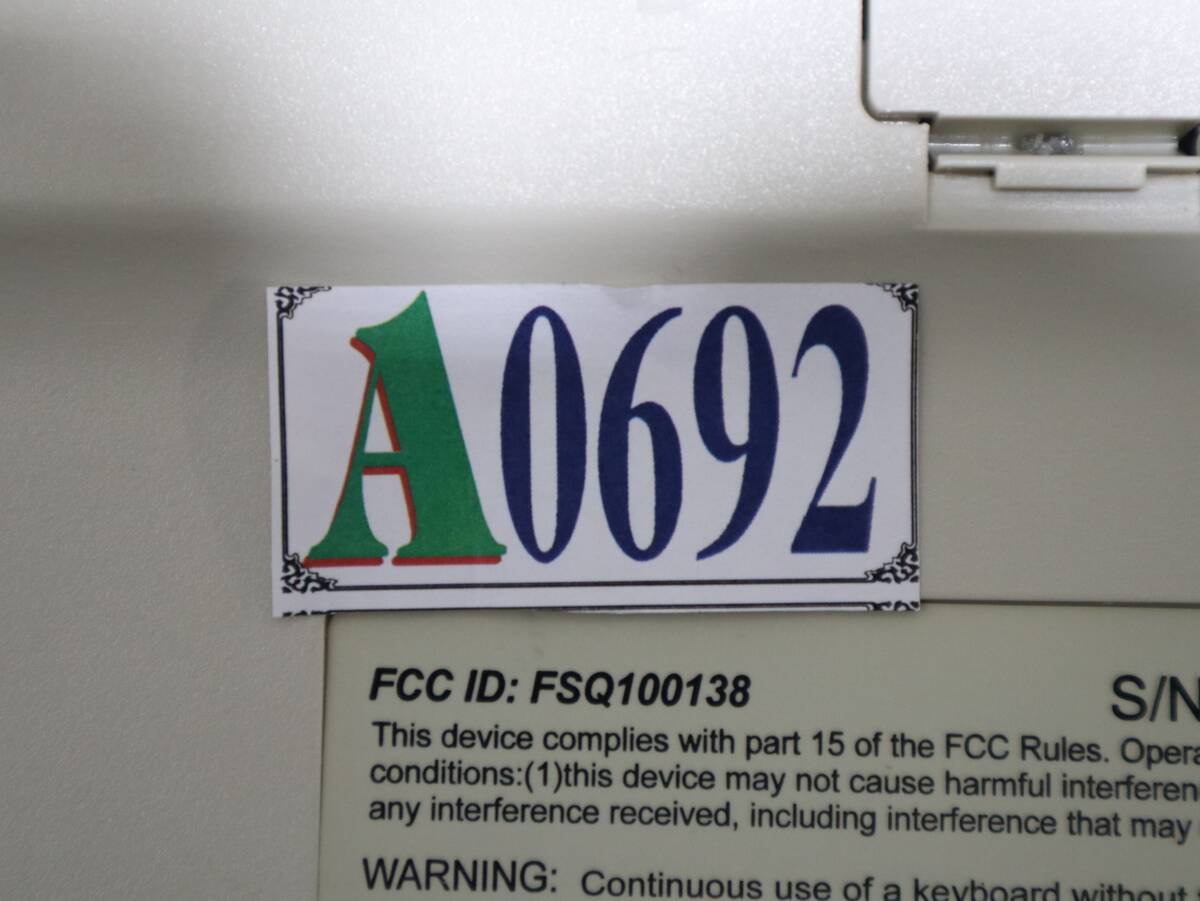 A0692
FCC ID: FSQ100138
S/N
This device complies with part 15 of the FCC Rules.
conditions:(1)this device may not cause harmful
any interference received, including interference that may
WARNING: Continuous use of a keyboard without